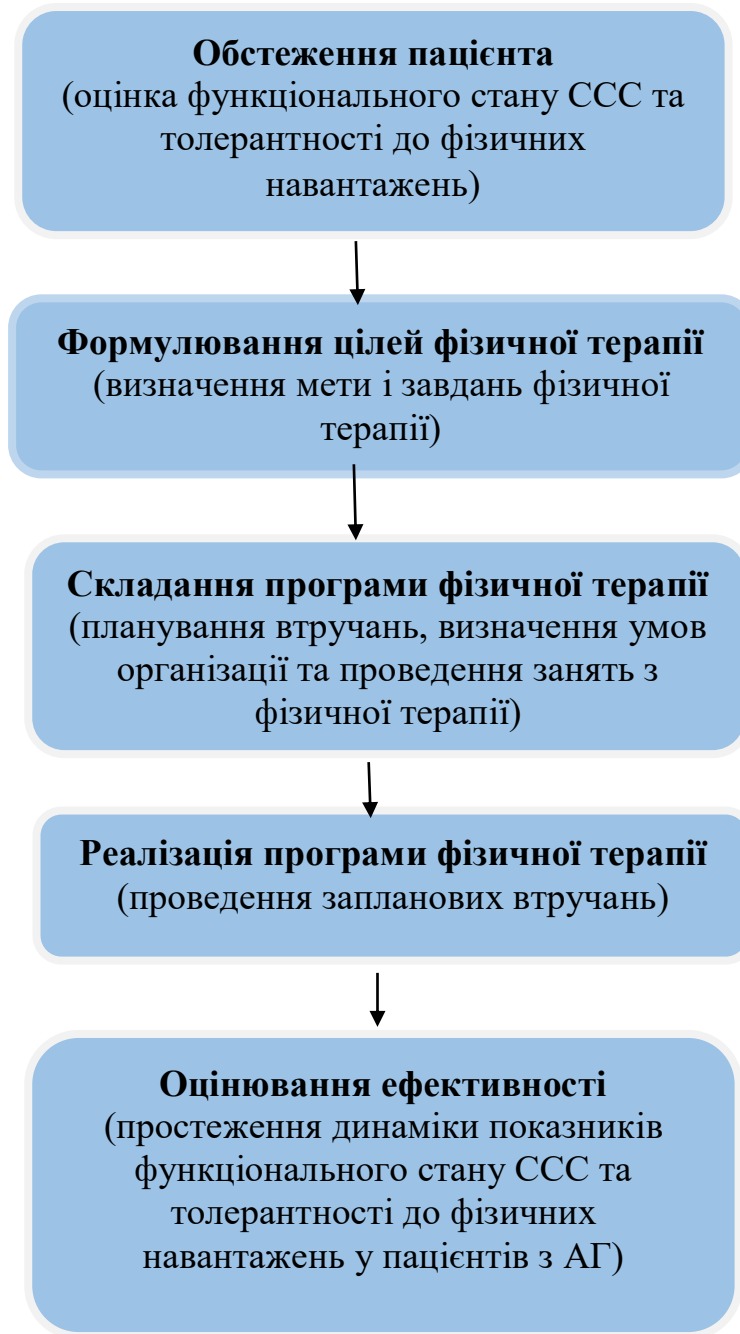 Обстеження пацієнта
(оцінка функціонального стану ССС та
толерантності до фізичних
навантажень)
Формулювання цілей фізичної терапії
(визначення мети і завдань фізичної
терапії)
Складання програми фізичної терапії
(планування втручань, визначення умов
організації та проведення занять з
фізичної терапії)
Реалізація програми фізичної терапії
(проведення запланових втручань)
Оцінювання ефективності
(простеження динаміки показників
функціонального стану ССС та
толерантності до фізичних
навантажень у пацієнтів з АГ)